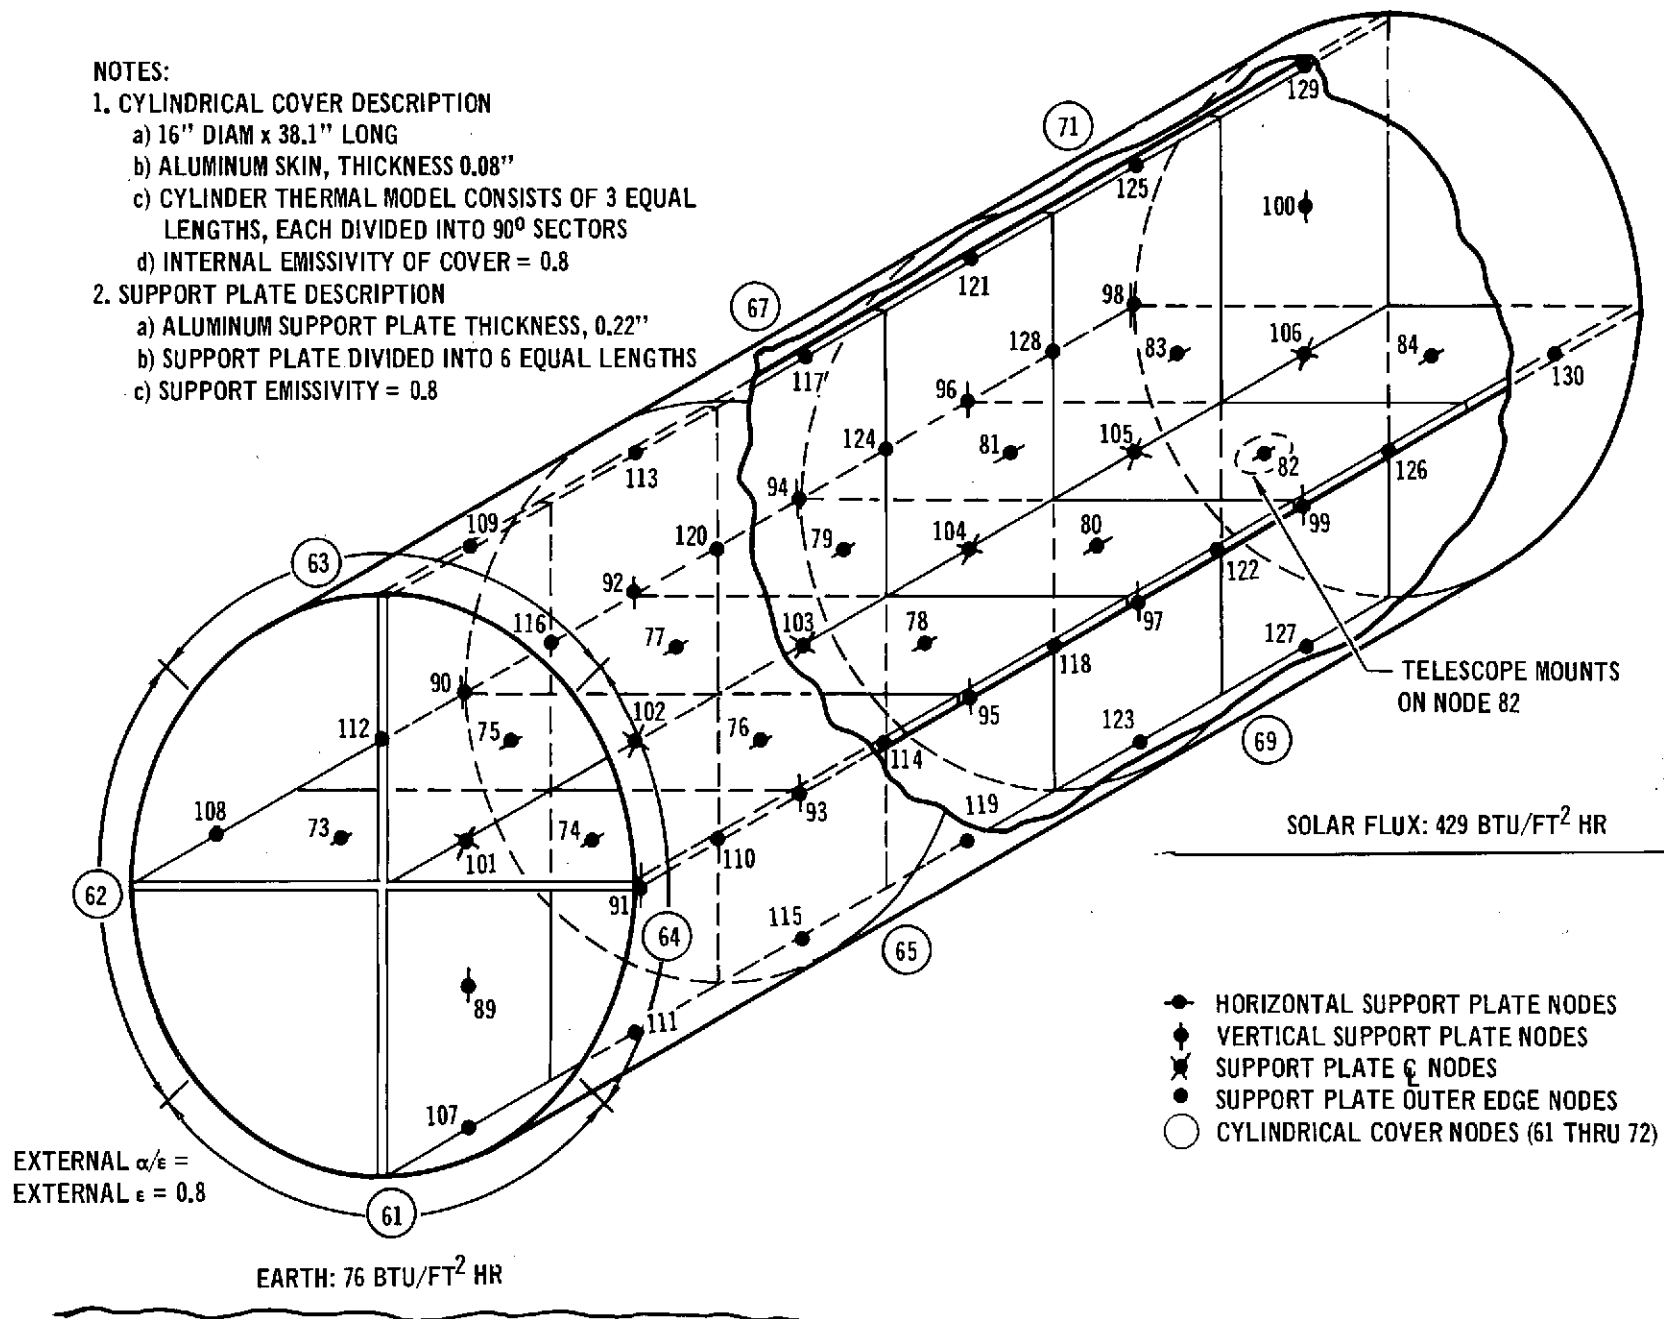 NOTES:
1. CYLINDRICAL COVER DESCRIPTION
a) 16" DIAM x 38.1" LONG
b) ALUMINUM SKIN, THICKNESS 0.08"
c) CYLINDER THERMAL MODEL CONSISTS OF 3 EQUAL
LENGTHS, EACH DIVIDED INTO 90⁰ SECTORS
d) INTERNAL EMISSIVITY OF COVER = 0.8
2. SUPPORT PLATE DESCRIPTION
a) ALUMINUM SUPPORT PLATE THICKNESS, 0.22"
b) SUPPORT PLATE DIVIDED INTO 6 EQUAL LENGTHS
c) SUPPORT EMISSIVITY = 0.8
129
71
125
100
121
98
67
128
83
106
84
130
117
96
124
81
105
82
126
113
94
99
109
120
79
104
80
122
63
92
116
77
103
78
97
118
127
TELESCOPE MOUNTS
ON NODE 82
90
112
75
102
76
95
114
123
69
108
73
101
74
93
110
119
SOLAR FLUX: 429 BTU/FT² HR
62
91
64
115
65
89
111
107
HORIZONTAL SUPPORT PLATE NODES
VERTICAL SUPPORT PLATE NODES
SUPPORT PLATE ℄ NODES
SUPPORT PLATE OUTER EDGE NODES
CYLINDRICAL COVER NODES (61 THRU 72)
EXTERNAL α/ε =
EXTERNAL ε = 0.8
61
EARTH: 76 BTU/FT² HR